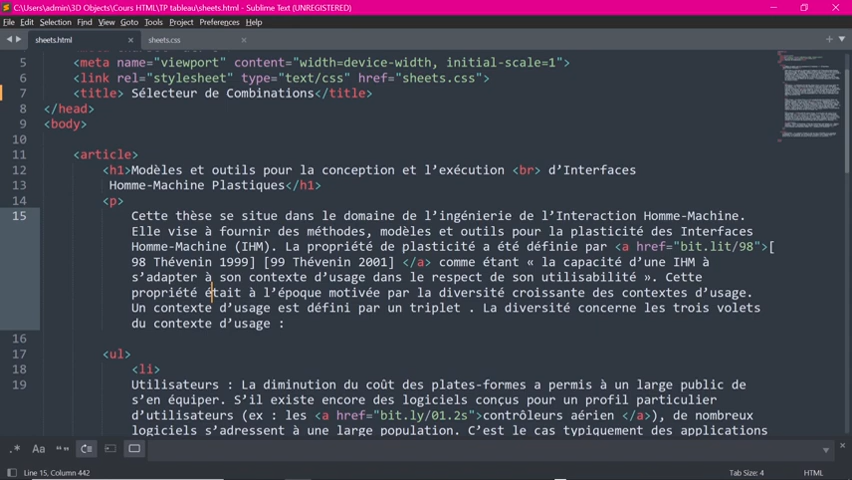 C:\Users\admin\3D Objects\Cours HTML\TP tableau\sheets.html - Sublime Text (UNREGISTERED)
File Edit Selection Find View Goto Tools Project Preferences Help
sheets.html × sheets.css ×
5 <meta name="viewport" content="width=device-width, initial-scale=1">
6 <link rel="stylesheet" type="text/css" href="sheets.css">
7 <title> Sélecteur de Combinations</title>
8 </head>
9 <body>
10
11 <article>
12 <h1>Modèles et outils pour la conception et l’exécution <br> d’Interfaces
13 Homme-Machine Plastiques</h1>
14 <p>
15 Cette thèse se situe dans le domaine de l’ingénierie de l’Interaction Homme-Machine.
Elle vise à fournir des méthodes, modèles et outils pour la plasticité des Interfaces
Homme-Machine (IHM). La propriété de plasticité a été définie par <a href="bit.lit/98">[
98 Thévenin 1999] [99 Thévenin 2001] </a> comme étant « la capacité d’une IHM à
s’adapter à son contexte d’usage dans le respect de son utilisabilité ». Cette
propriété était à l’époque motivée par la diversité croissante des contextes d’usage.
Un contexte d’usage est défini par un triplet . La diversité concerne les trois volets
du contexte d’usage :
16
17 <ul>
18 <li>
19 Utilisateurs : La diminution du coût des plates-formes a permis à un large public de
s’en équiper. S’il existe encore des logiciels conçus pour un profil particulier
d’utilisateurs (ex : les <a href="bit.ly/01.2s">contrôleurs aérien </a>), de nombreux
logiciels s’adressent à une large population. C’est le cas typiquement des applications
.* Aa “”
Line 15, Column 442 Tab Size: 4 HTML